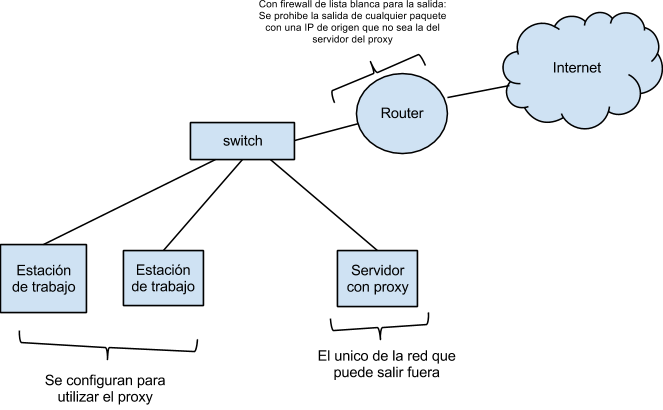 Con firewall de lista blanca para la salida:
Se prohibe la salida de cualquier paquete
con una IP de origen que no sea la del
servidor del proxy
Internet
Router
switch
Estación
de trabajo
Estación
de trabajo
Servidor
con proxy
El unico de la red que
puede salir fuera
Se configuran para
utilizar el proxy